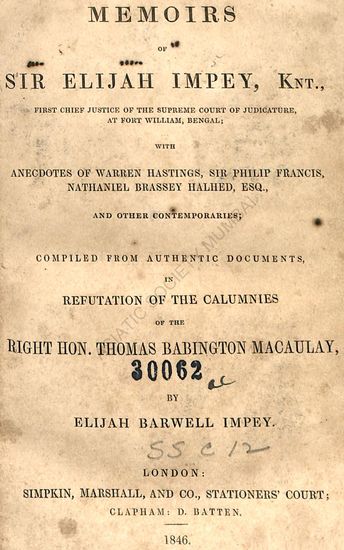 MEMOIRS
OF
SIR ELIJAH IMPEY, KNT.,
FIRST CHIEF JUSTICE OF THE SUPREME COURT OF JUDICATURE,
AT FORT WILLIAM, BENGAL;
WITH
ANECDOTES OF WARREN HASTINGS, SIR PHILIP FRANCIS,
NATHANIEL BRASSEY HALHED, ESQ.,
AND OTHER CONTEMPORARIES;
COMPILED FROM AUTHENTIC DOCUMENTS,
IN
REFUTATION OF THE CALUMNIES
OF THE
RIGHT HON. THOMAS BABINGTON MACAULAY,
30062
BY
ELIJAH BARWELL IMPEY.
SS C 12
LONDON:
SIMPKIN, MARSHALL, AND CO., STATIONERS' COURT;
CLAPHAM: D. BATTEN.
1846.